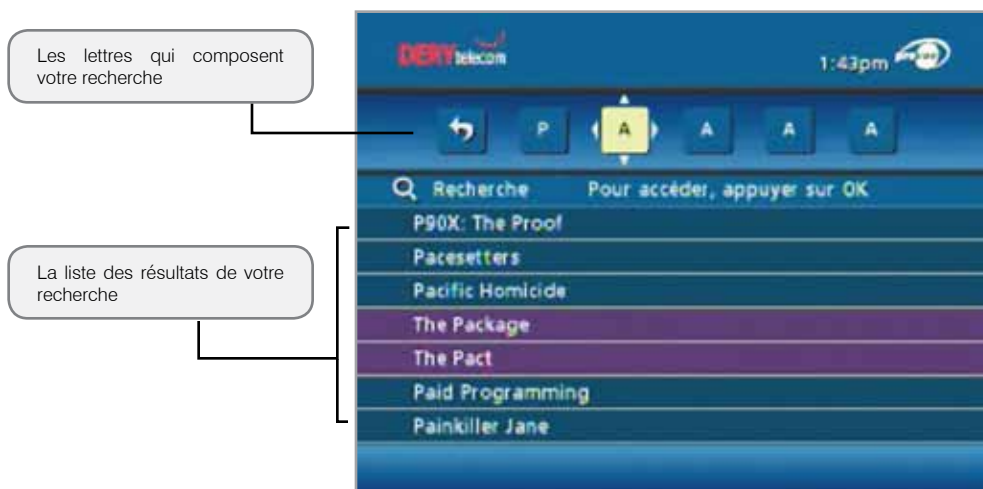 Les lettres qui composent
votre recherche
DERYtelecom
1:43pm
P A A A A
Recherche Pour accéder, appuyer sur OK
P90X: The Proof
Pacesetters
Pacific Homicide
La liste des résultats de votre
recherche
The Package
The Pact
Paid Programming
Painkiller Jane